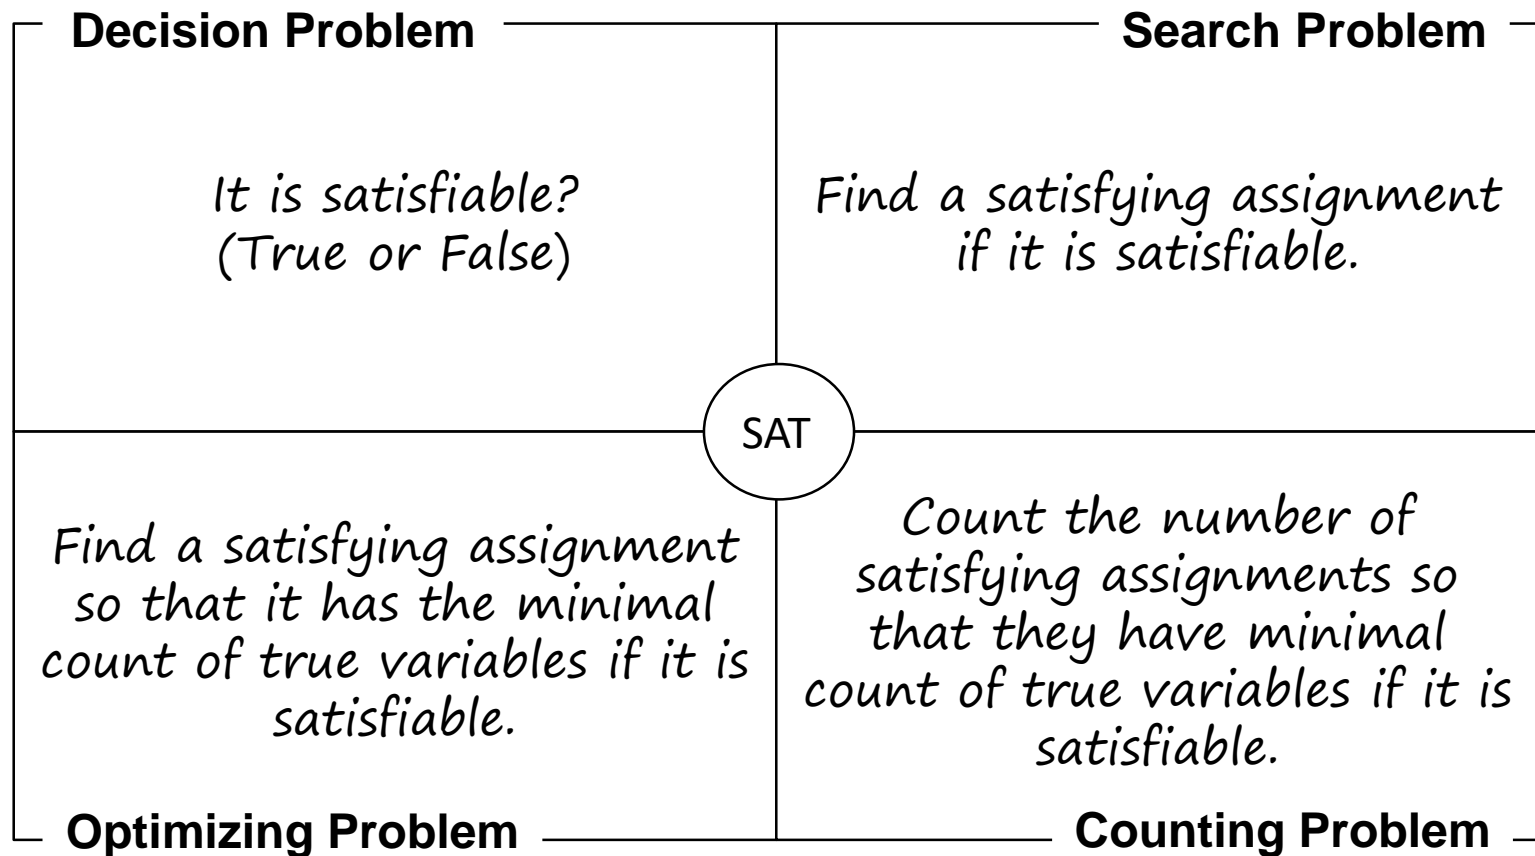 Decision Problem
It is satisfiable?
(True or False)
Search Problem
Find a satisfying assignment
if it is satisfiable.
SAT
Find a satisfying assignment
so that it has the minimal
count of true variables if it is
satisfiable.
Optimizing Problem
Count the number of
satisfying assignments so
that they have minimal
count of true variables if it is
satisfiable.
Counting Problem